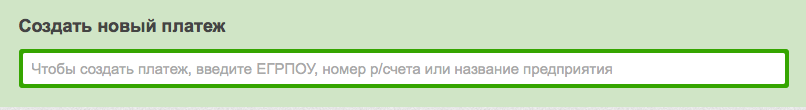 Создать новый платеж
Чтобы создать платеж, введите ЕГРПОУ, номер р/счета или название предприятия